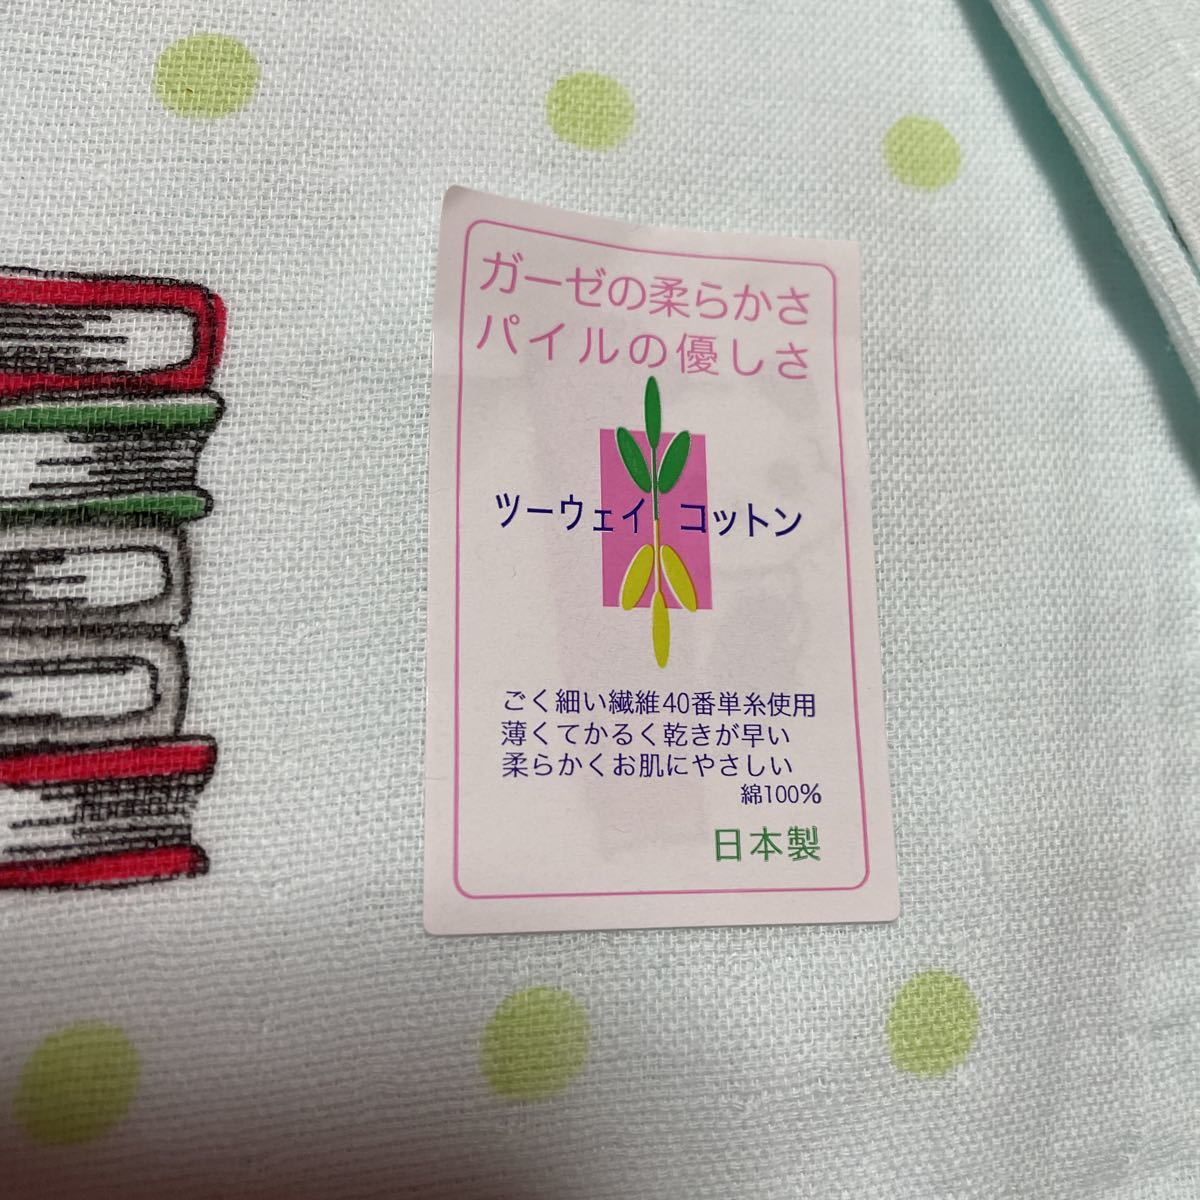 ガーゼの柔らかさ
パイルの優しさ
ツーウェイ コットン
ごく細い繊維40番単糸使用
薄くてかるく乾きが早い
柔らかくお肌にやさしい
綿100%
日本製